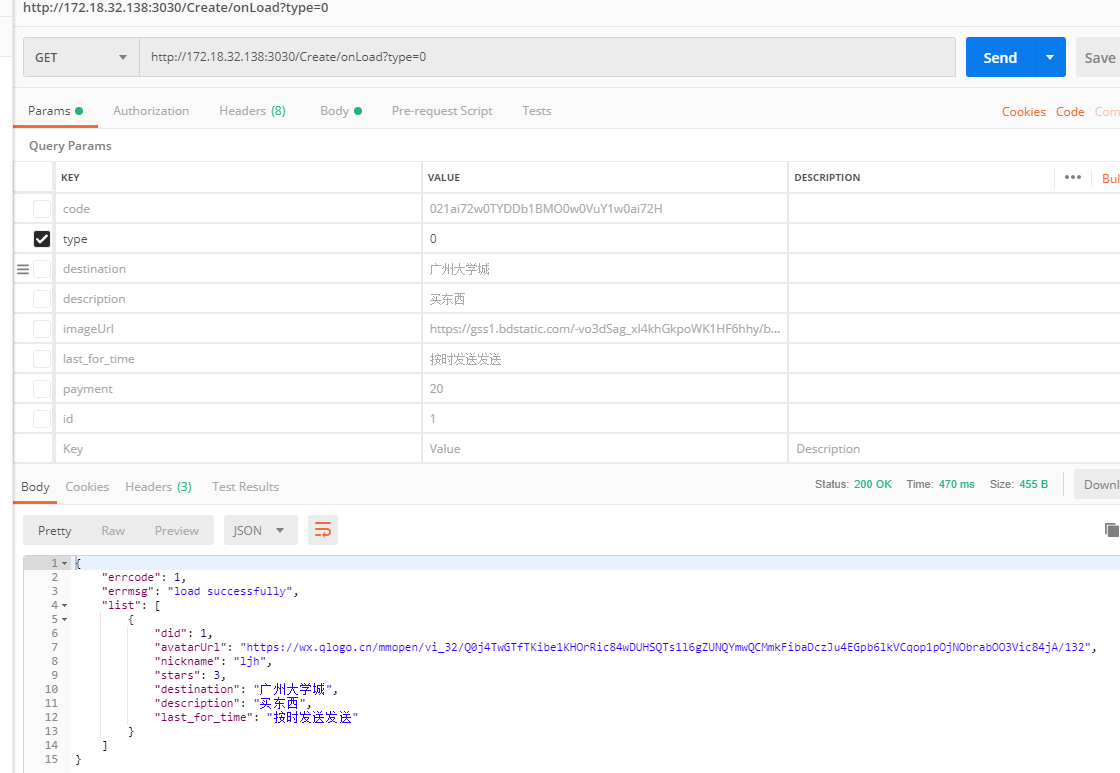 http://172.18.32.138:3030/Create/onLoad?type=0
GET http://172.18.32.138:3030/Create/onLoad?type=0 Send Save
Params Authorization Headers (8) Body Pre-request Script Tests Cookies Code Com
Query Params
KEY VALUE DESCRIPTION ••• Bul
code 021ai72w0TYDDb1BMO0w0VuY1w0ai72H
type 0
destination 广州大学城
description 买东西
imageUrl https://gss1.bdstatic.com/-vo3dSag_xI4khGkpoWK1HF6hhy/b...
last_for_time 按时发送发送
payment 20
id 1
Key Value Description
Body Cookies Headers (3) Test Results Status: 200 OK Time: 470 ms Size: 455 B Downl
Pretty Raw Preview JSON
1 {
2 "errcode": 1,
3 "errmsg": "load successfully",
4 "list": [
5 {
6 "did": 1,
7 "avatarUrl": "https://wx.qlogo.cn/mmopen/vi_32/Q0j4TwGTfTKibe1KHOrRic84wDUHSQTs1l6gZUNQYmwQCMmkFibaDczJu4EGpb6lkVCqop1pOjNObrabOO3Vic84jA/132",
8 "nickname": "ljh",
9 "stars": 3,
10 "destination": "广州大学城",
11 "description": "买东西",
12 "last_for_time": "按时发送发送"
13 }
14 ]
15 }